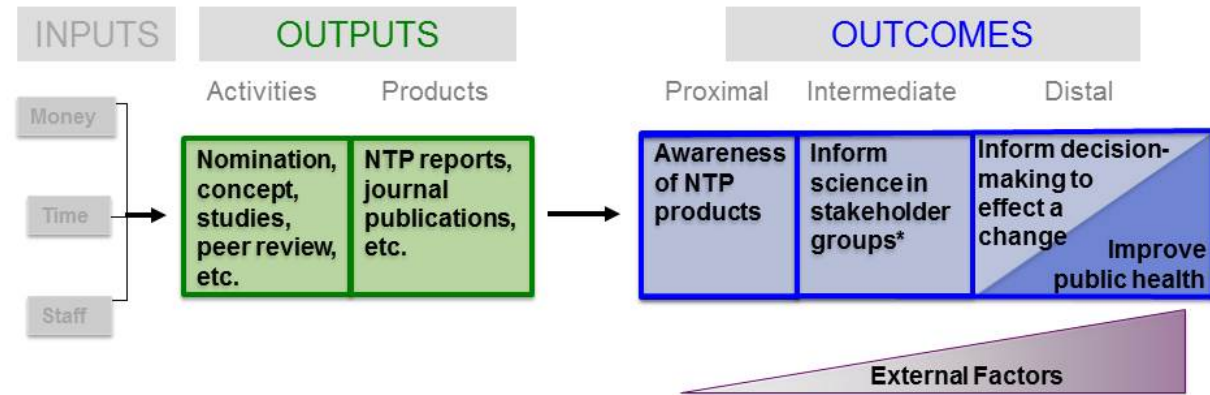 INPUTS
OUTPUTS
OUTCOMES
Activities
Products
Proximal
Intermediate
Distal
Money
Time
Staff
Nomination,
concept,
studies,
peer review,
etc.
NTP reports,
journal
publications,
etc.
Awareness
of NTP
products
Inform
science in
stakeholder
groups*
Inform decision-
making to
effect a
change
Improve
public health
External Factors